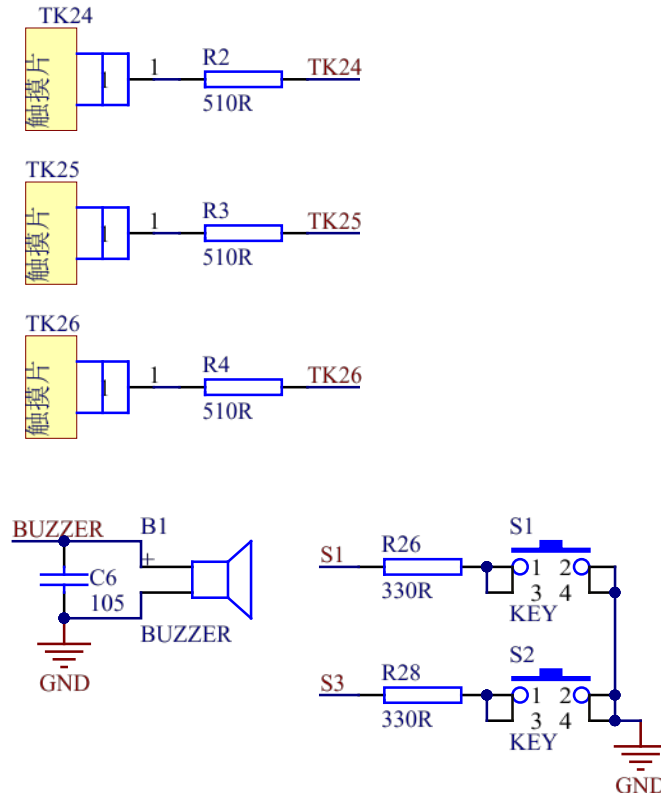 TK24
触摸片
1
1
R2
510R
TK24
TK25
触摸片
1
1
R3
510R
TK25
TK26
触摸片
1
1
R4
510R
TK26
BUZZER
B1
+
C6
105
BUZZER
GND
S1
R26
330R
S1
1 2
3 4
KEY
S3
R28
330R
S2
1 2
3 4
KEY
GND